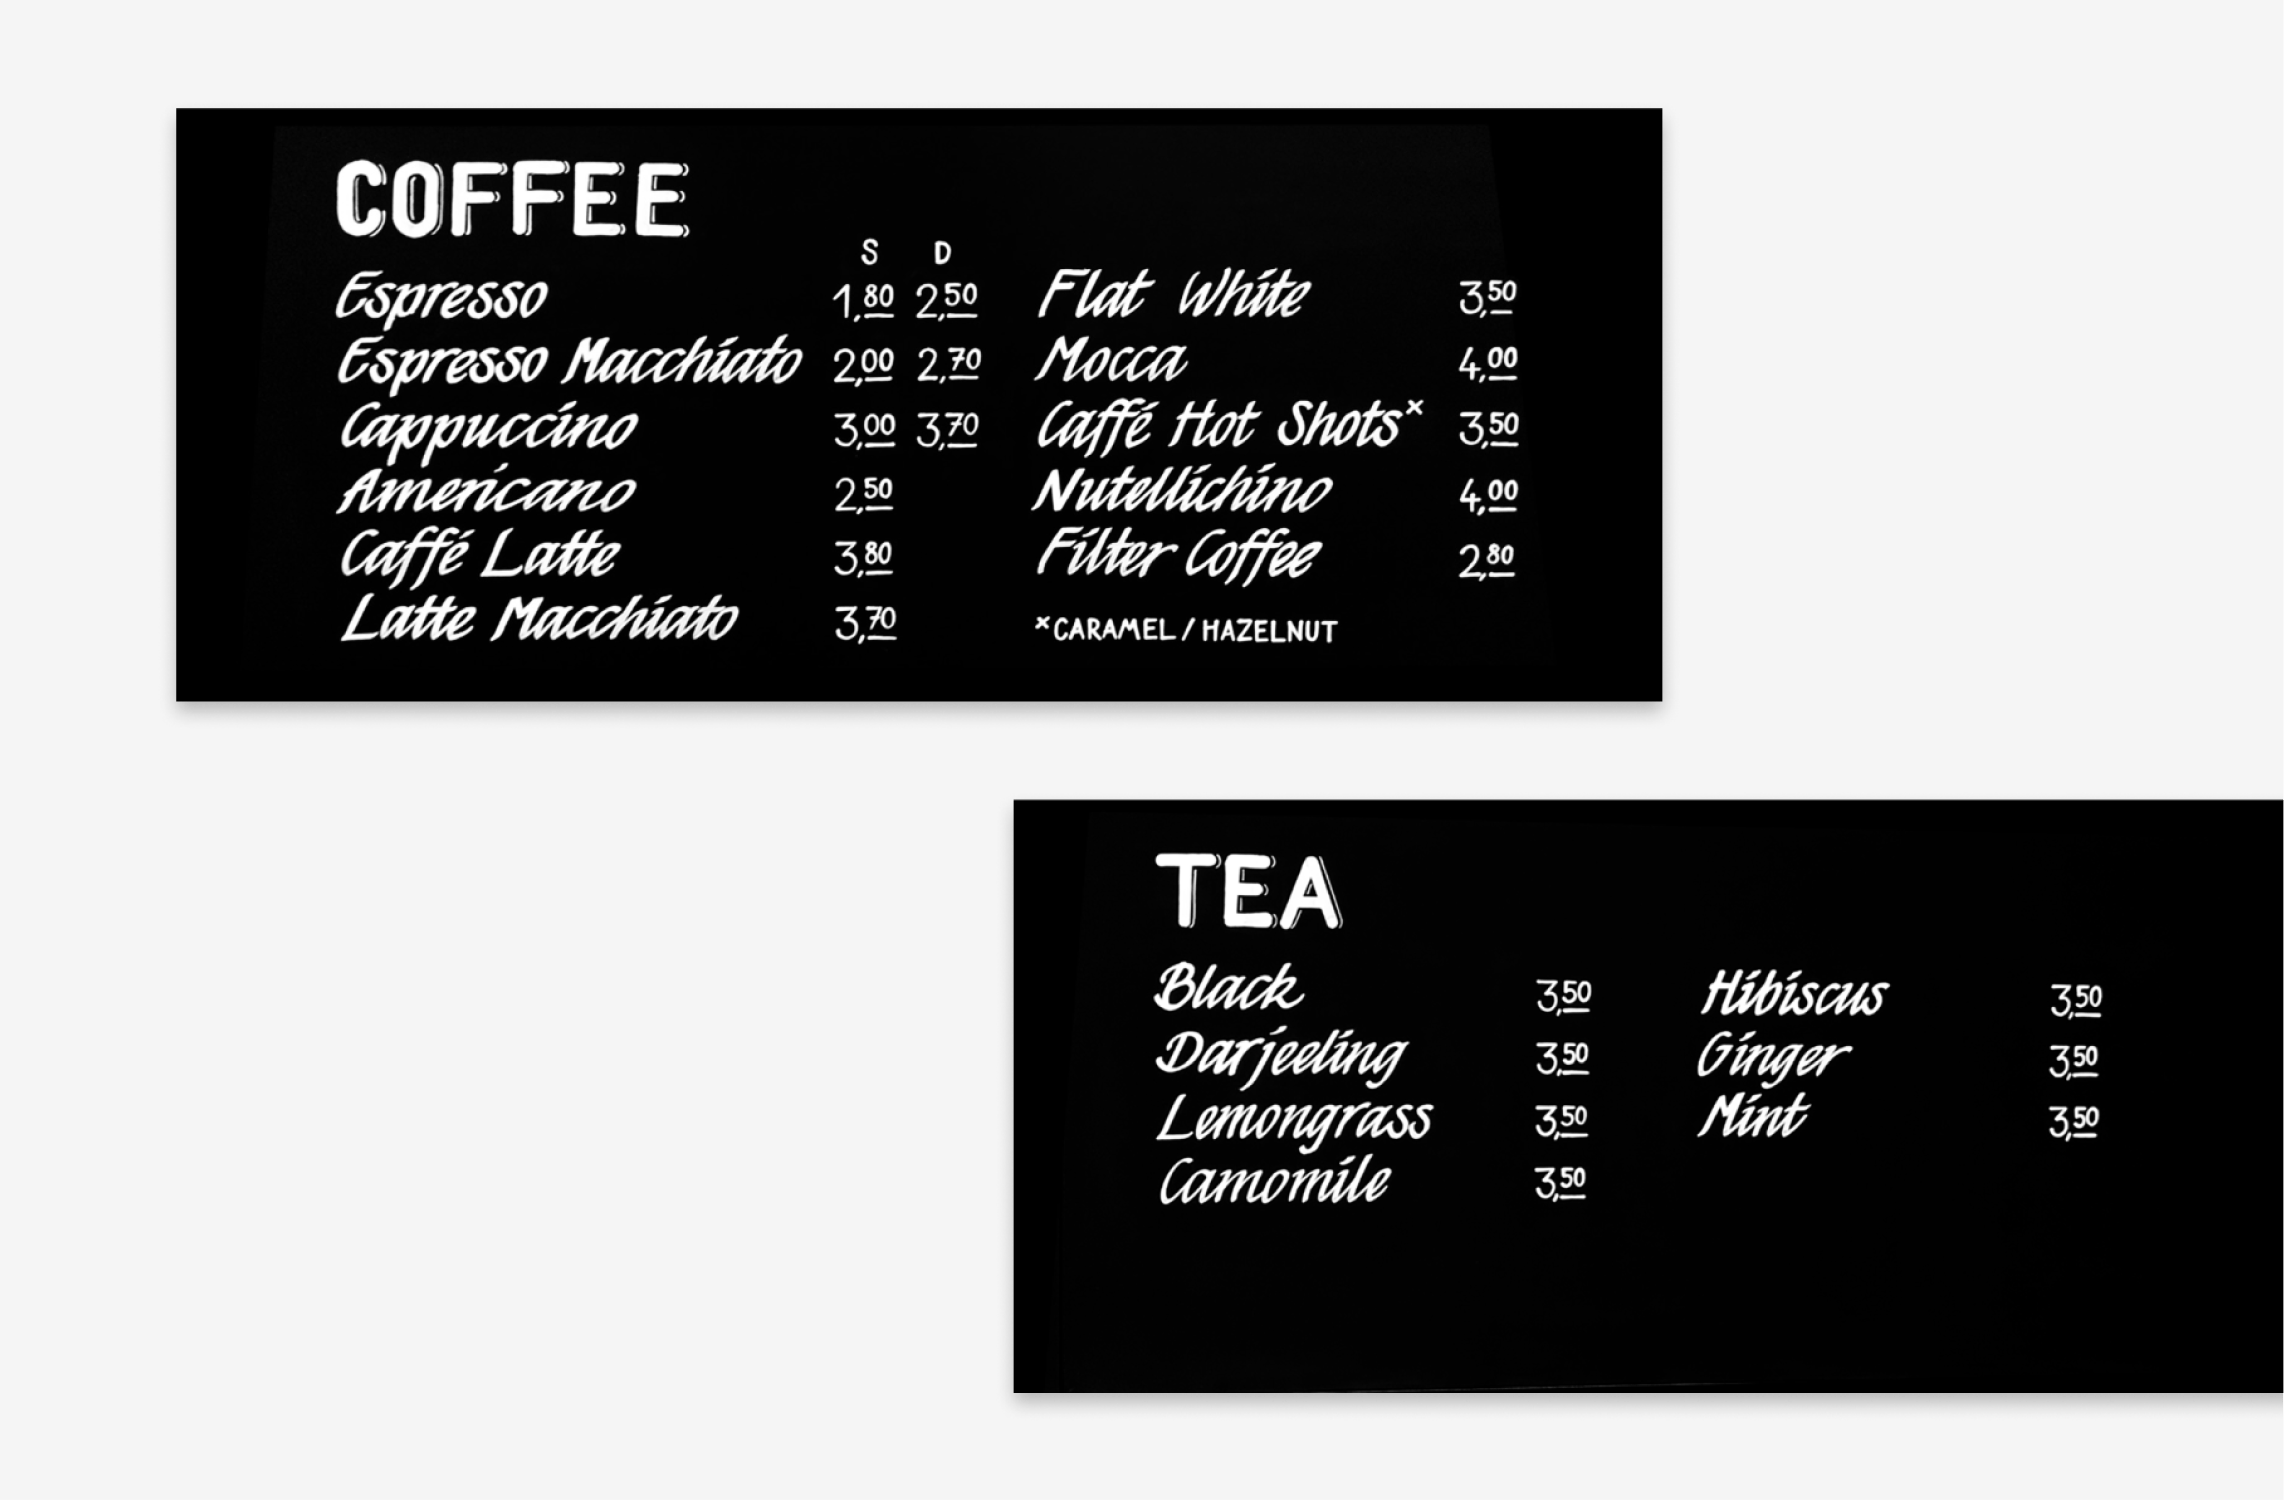 COFFEE
S D
Espresso 1,80 2,50
Espresso Macchiato 2,00 2,70
Cappuccino 3,00 3,70
Americano 2,50
Caffé Latte 3,80
Latte Macchiato 3,70
Flat White 3,50
Mocca 4,00
Caffé Hot Shots* 3,50
Nutellichino 4,00
Filter Coffee 2,80
*CARAMEL / HAZELNUT
TEA
Black 3,50
Darjeeling 3,50
Lemongrass 3,50
Camomile 3,50
Hibiscus 3,50
Ginger 3,50
Mint 3,50